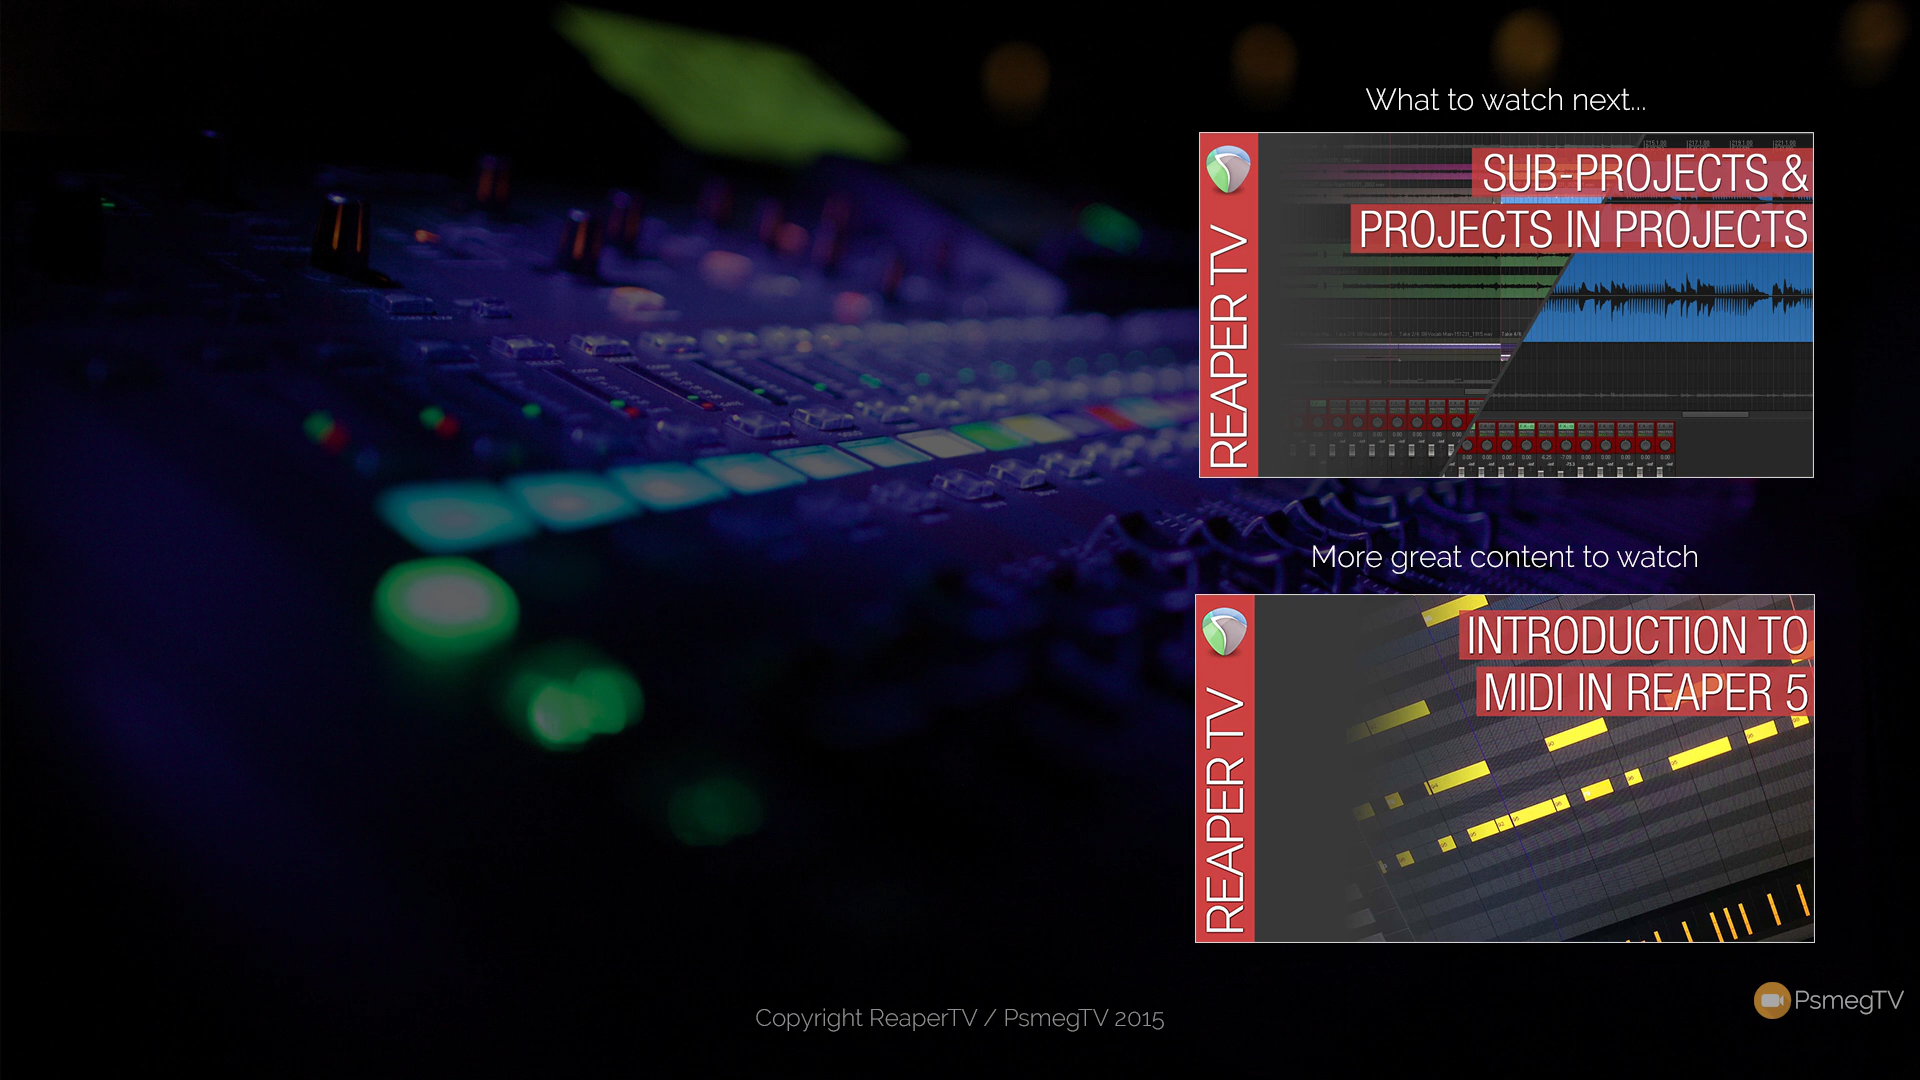 What to watch next...
REAPER TV
SUB-PROJECTS &
PROJECTS IN PROJECTS
More great content to watch
REAPER TV
INTRODUCTION TO
MIDI IN REAPER 5
Copyright ReaperTV / PsmegTV 2015
PsmegTV